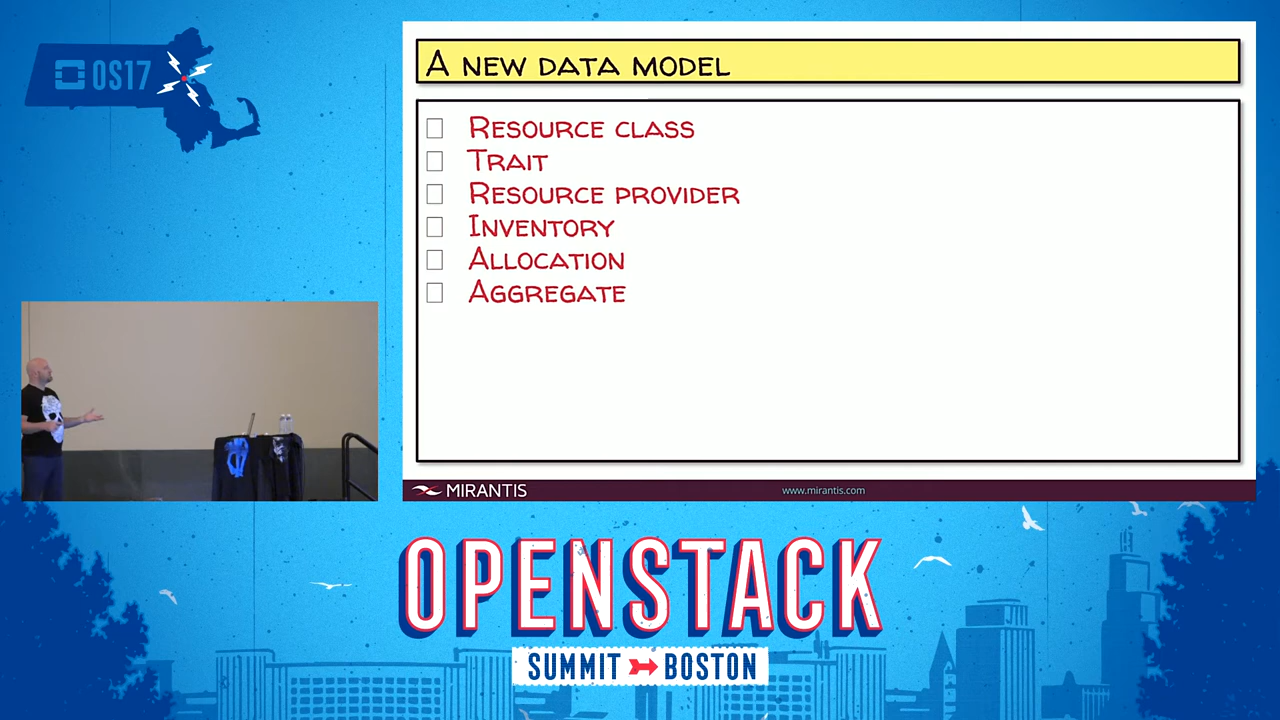 OS17
A NEW DATA MODEL
RESOURCE CLASS
TRAIT
RESOURCE PROVIDER
INVENTORY
ALLOCATION
AGGREGATE
MIRANTIS
www.mirantis.com
OPENSTACK
SUMMIT BOSTON